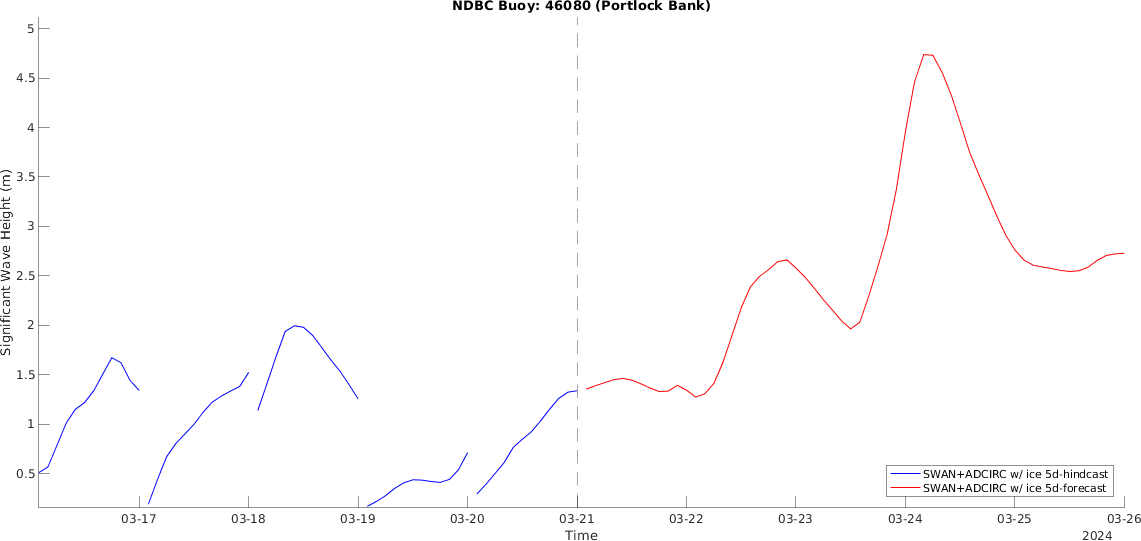 NDBC Buoy: 46080 (Portlock Bank)
5
4.5
4
3.5
3
2.5
2
1.5
1
0.5
Significant Wave Height (m)
SWAN+ADCIRC w/ ice 5d-hindcast
SWAN+ADCIRC w/ ice 5d-forecast
03-17 03-18 03-19 03-20 03-21 03-22 03-23 03-24 03-25 03-26
Time
2024